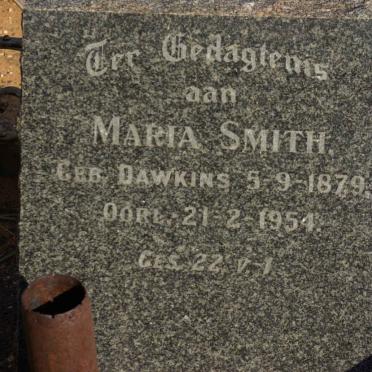 Ter Gedagtenis
aan
MARIA SMITH.
GEB. DAWKINS 5-9-1879.
OORL. 21-2-1954.
GES. 22. V-1